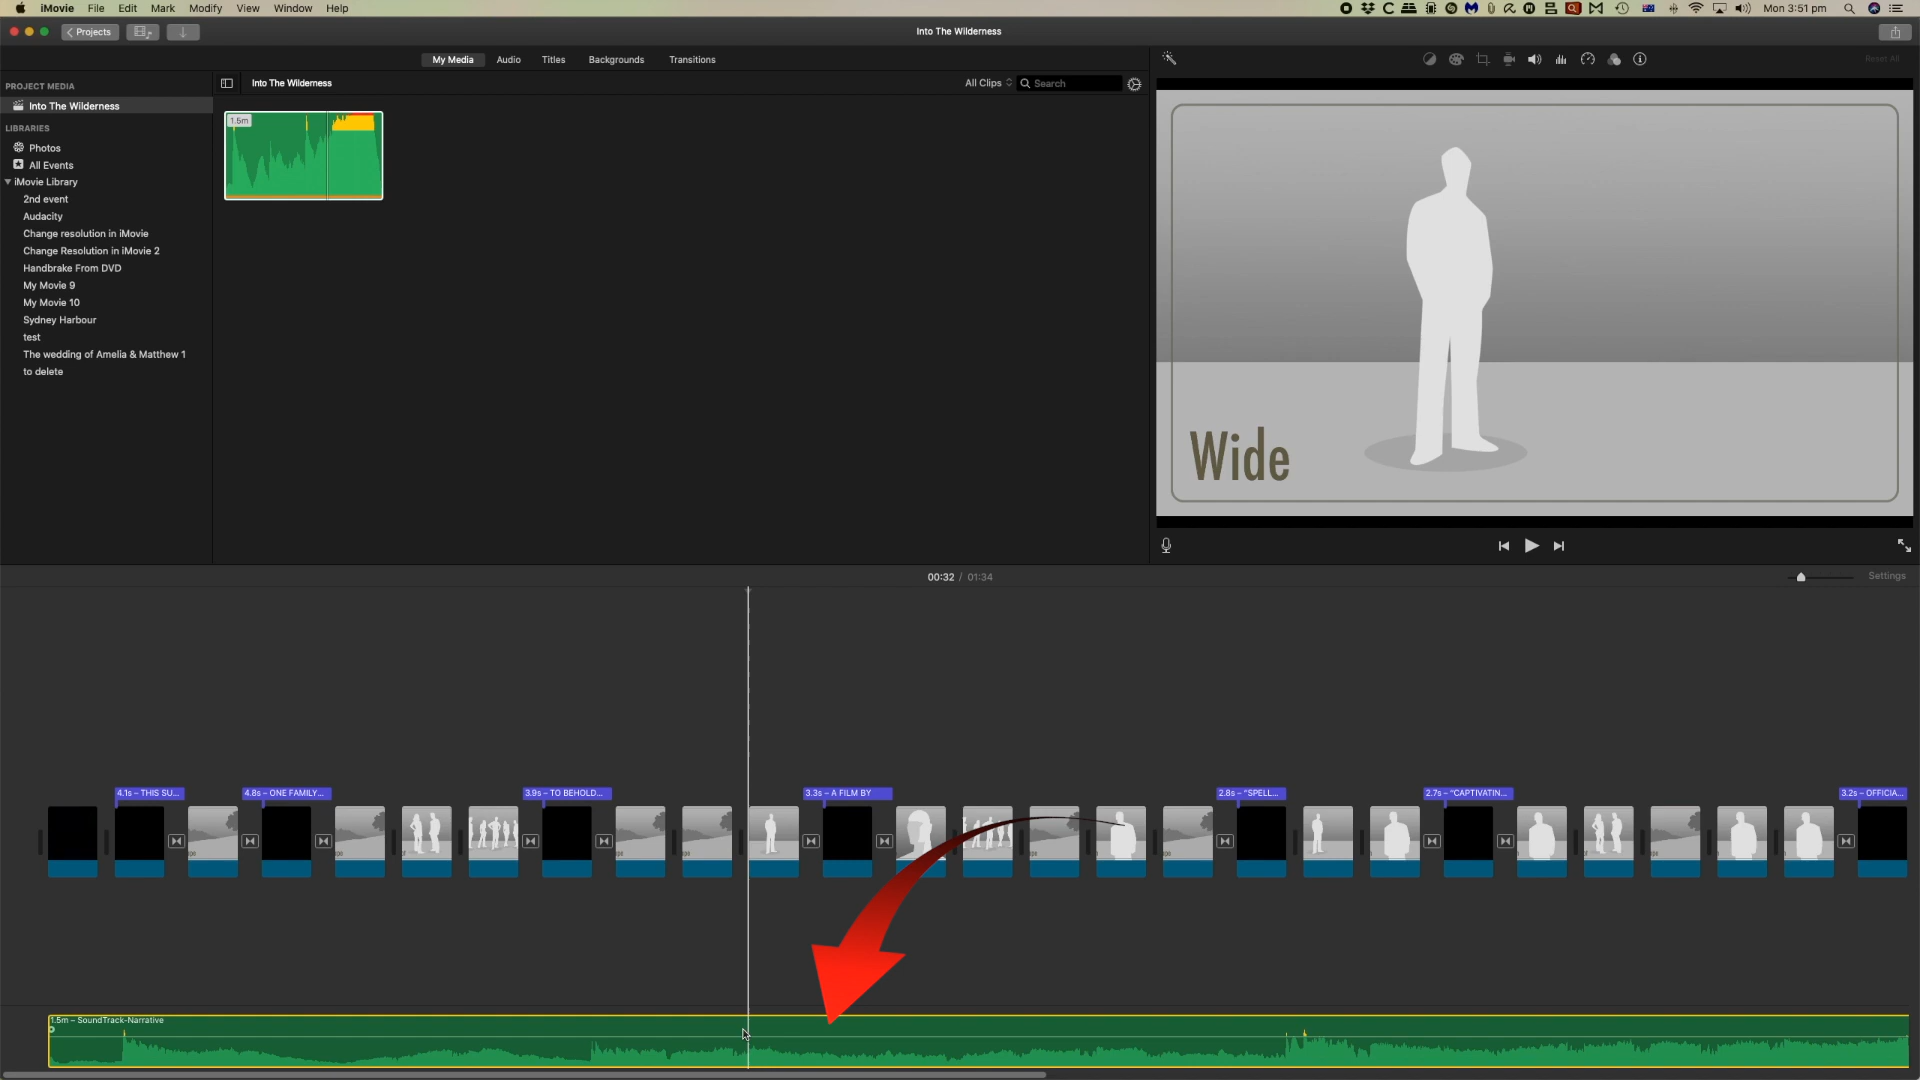 iMovie File Edit Mark Modify View Window Help
Mon 3:51 pm
Projects
Into The Wilderness
My Media Audio Titles Backgrounds Transitions
Reset All
PROJECT MEDIA
Into The Wilderness
LIBRARIES
Photos
All Events
iMovie Library
2nd event
Audacity
Change resolution in iMovie
Change Resolution in iMovie 2
Handbrake From DVD
My Movie 9
My Movie 10
Sydney Harbour
test
The wedding of Amelia & Matthew 1
to delete
Into The Wilderness
All Clips
Search
1.5m
Wide
00:32 / 01:34
Settings
4.1s – THIS SU...
4.8s – ONE FAMILY...
3.9s – TO BEHOLD...
3.3s – A FILM BY
2.8s – "SPELL...
2.7s – "CAPTIVATIN...
3.2s – OFFICIA...
1.5m – SoundTrack-Narrative